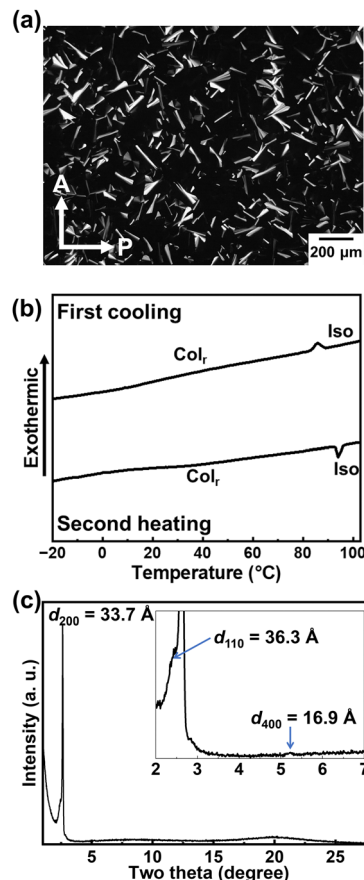 (a)
A
P
200 μm
(b)
First cooling
Iso
Colr
Exothermic
Colr
Iso
Second heating
−20 0 20 40 60 80 100
Temperature (°C)
(c)
d200 = 33.7 Å
d110 = 36.3 Å
d400 = 16.9 Å
2 3 4 5 6 7
Intensity (a. u.)
5 10 15 20 25
Two theta (degree)